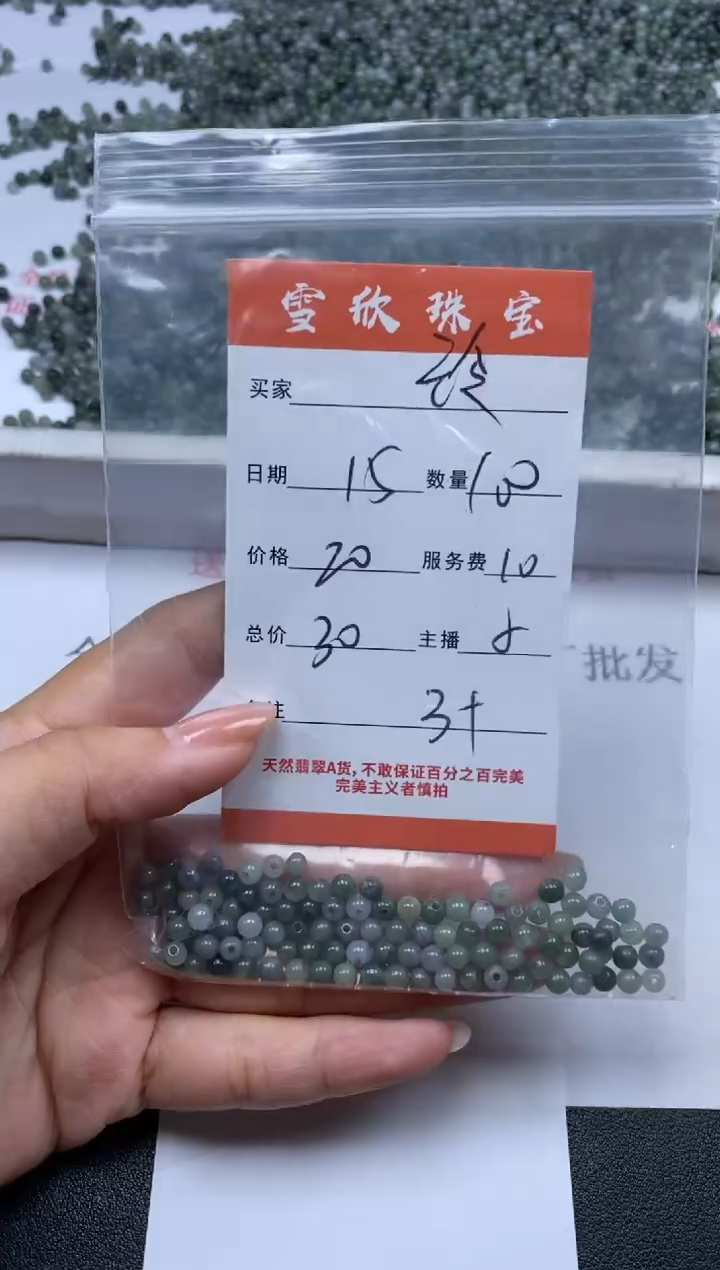 雪欣珠宝
买家
日期 15 数量 100
价格 20 服务费 10
总价 30 主播
注 3+
天然翡翠A货,不敢保证百分之百完美
完美主义者慎拍
批发